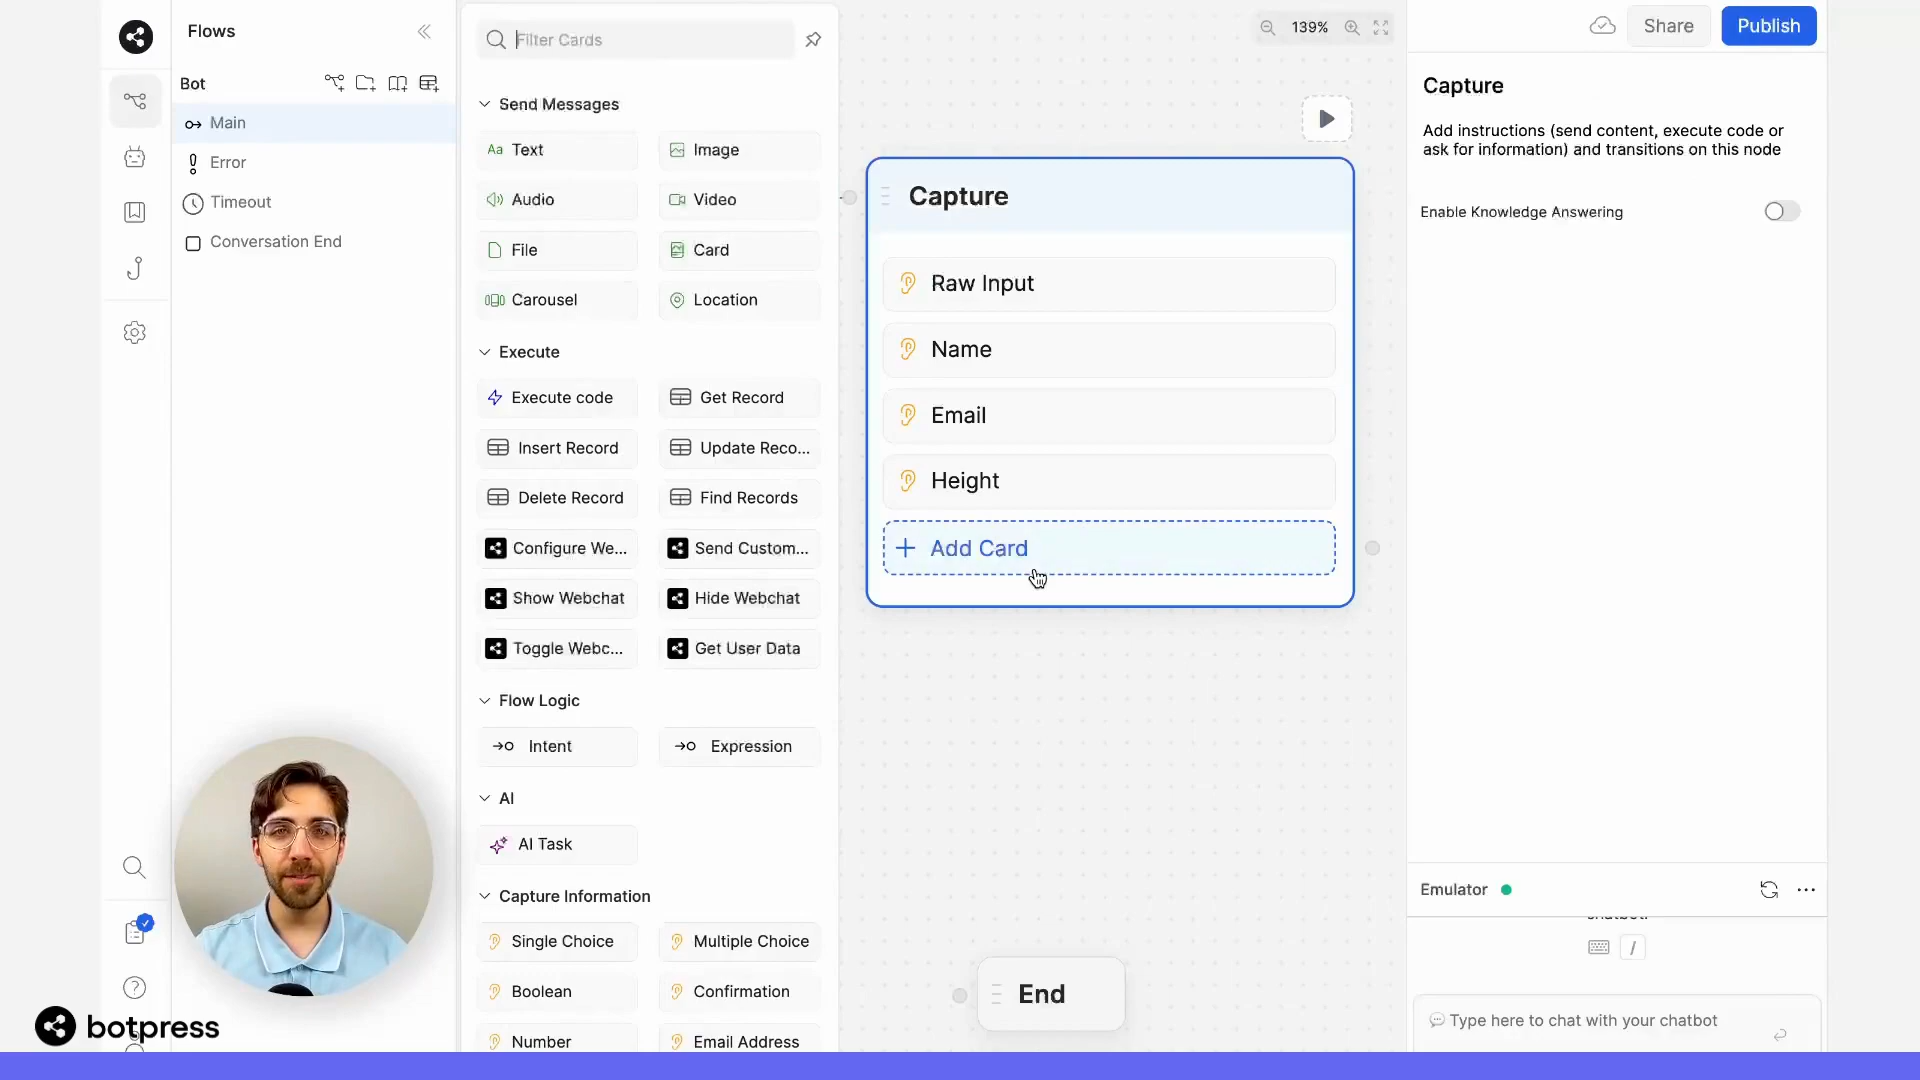 Flows
Bot
Main
Error
Timeout
Conversation End
Filter Cards
Send Messages
Aa Text
Image
Audio
Video
File
Card
Carousel
Location
Execute
Execute code
Get Record
Insert Record
Update Reco...
Delete Record
Find Records
Configure We...
Send Custom...
Show Webchat
Hide Webchat
Toggle Webc...
Get User Data
Flow Logic
Intent
Expression
AI
AI Task
Capture Information
Single Choice
Multiple Choice
Boolean
Confirmation
Number
Email Address
139%
Capture
Raw Input
Name
Email
Height
+ Add Card
End
Share
Publish
Capture
Add instructions (send content, execute code or
ask for information) and transitions on this node
Enable Knowledge Answering
Emulator
chatbot.
/
Type here to chat with your chatbot
botpress